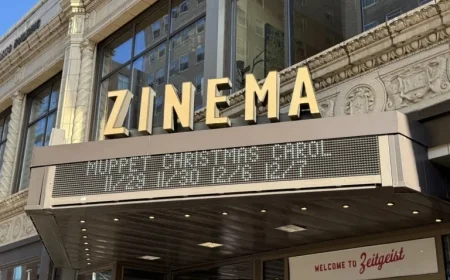 ZINEMA
MUPPET CHRISTMAS CAROL
11/29 11/30 12/6 12/7
WELCOME TO Zeitgeist